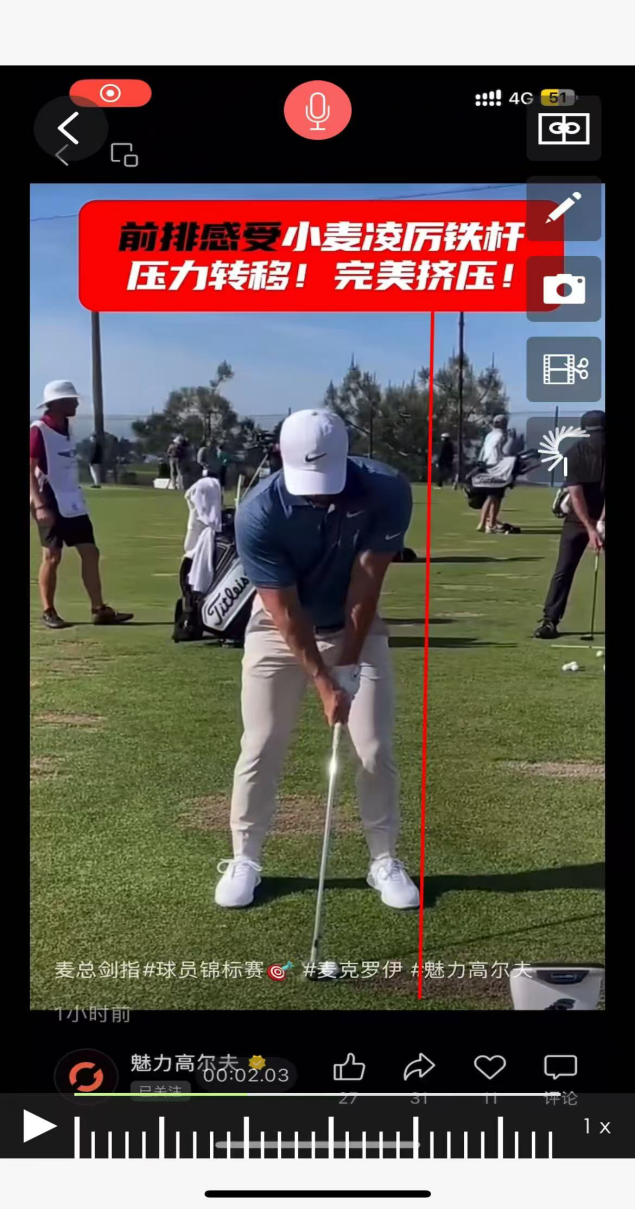 4G 51
前排感受小麦凌厉铁杆
压力转移！完美挤压！
Titleist
麦总剑指#球员锦标赛🎯 #麦克罗伊 #魅力高尔夫
1小时前
魅力高尔夫
已关注
00:02.03
27
31
11
评论
1 x